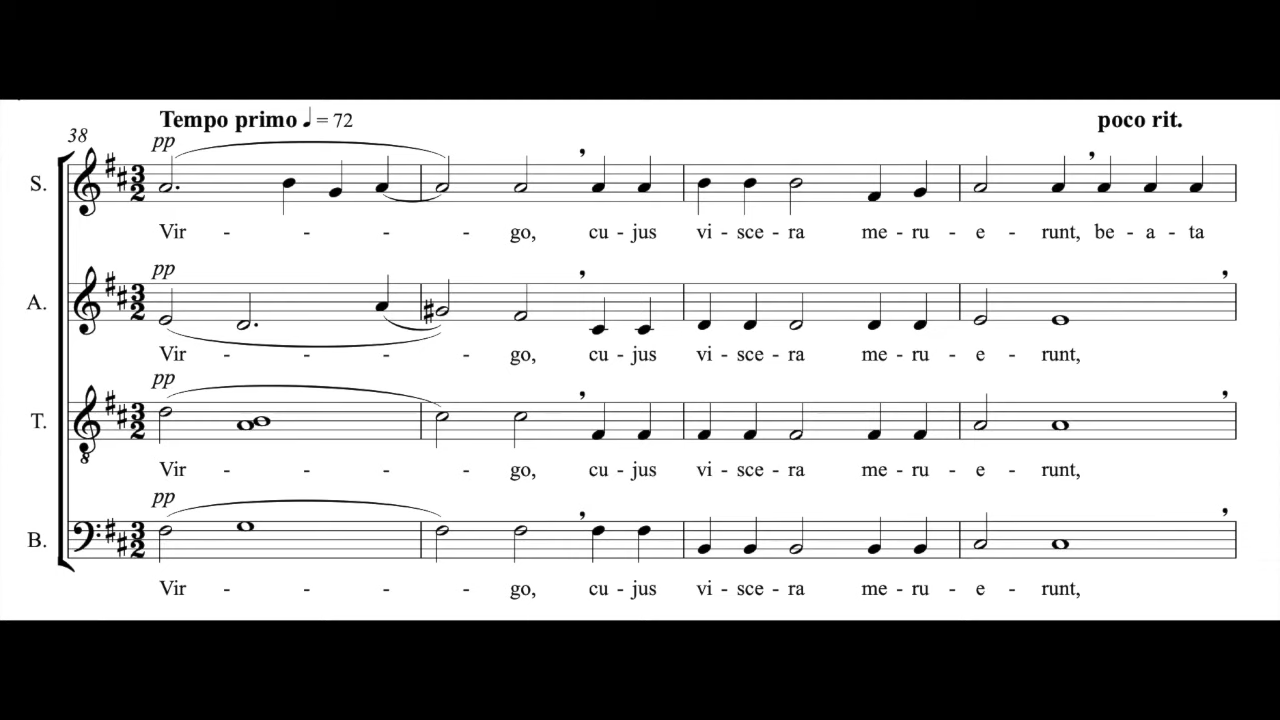 Tempo primo ♩ = 72 poco rit.
38
pp
S.
Vir - - - - go, cu - jus vi - sce - ra me - ru - e - runt, be - a - ta
pp
A.
Vir - - - - go, cu - jus vi - sce - ra me - ru - e - runt,
pp
T.
Vir - - - - go, cu - jus vi - sce - ra me - ru - e - runt,
pp
B.
Vir - - - - go, cu - jus vi - sce - ra me - ru - e - runt,